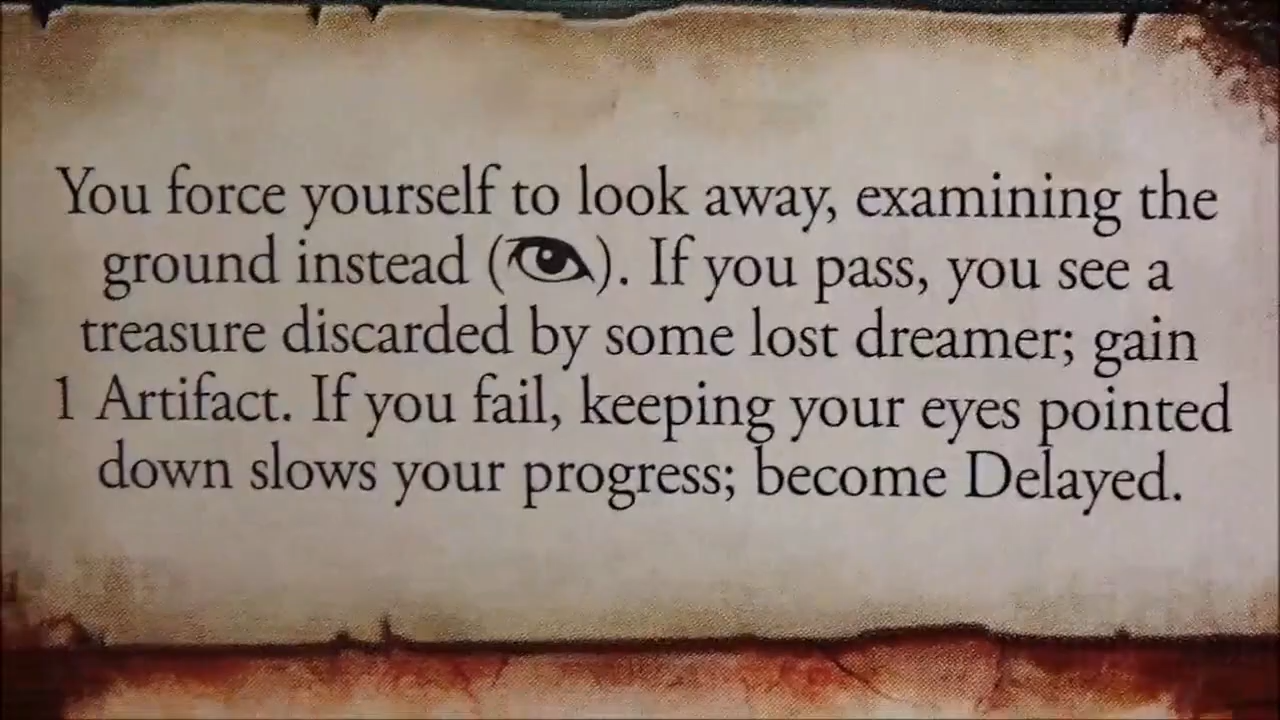 You force yourself to look away, examining the
ground instead (). If you pass, you see a
treasure discarded by some lost dreamer; gain
1 Artifact. If you fail, keeping your eyes pointed
down slows your progress; become Delayed.